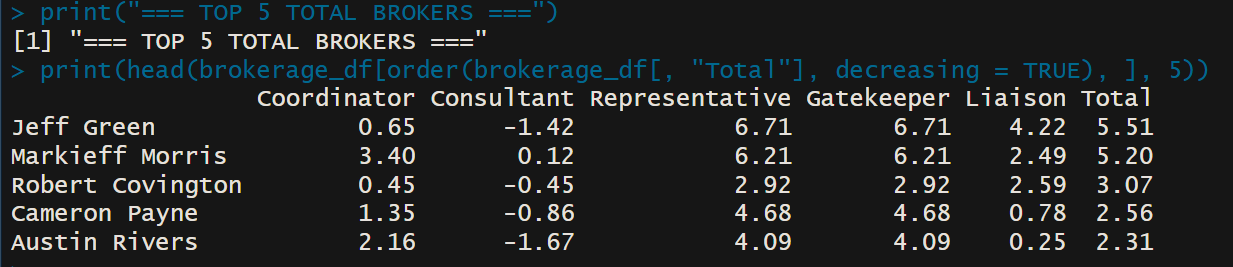 > print("=== TOP 5 TOTAL BROKERS ===")
[1] "=== TOP 5 TOTAL BROKERS ==="
> print(head(brokerage_df[order(brokerage_df[, "Total"], decreasing = TRUE), ], 5))
                  Coordinator Consultant Representative Gatekeeper Liaison Total
Jeff Green               0.65      -1.42           6.71       6.71    4.22  5.51
Markieff Morris          3.40       0.12           6.21       6.21    2.49  5.20
Robert Covington         0.45      -0.45           2.92       2.92    2.59  3.07
Cameron Payne            1.35      -0.86           4.68       4.68    0.78  2.56
Austin Rivers            2.16      -1.67           4.09       4.09    0.25  2.31